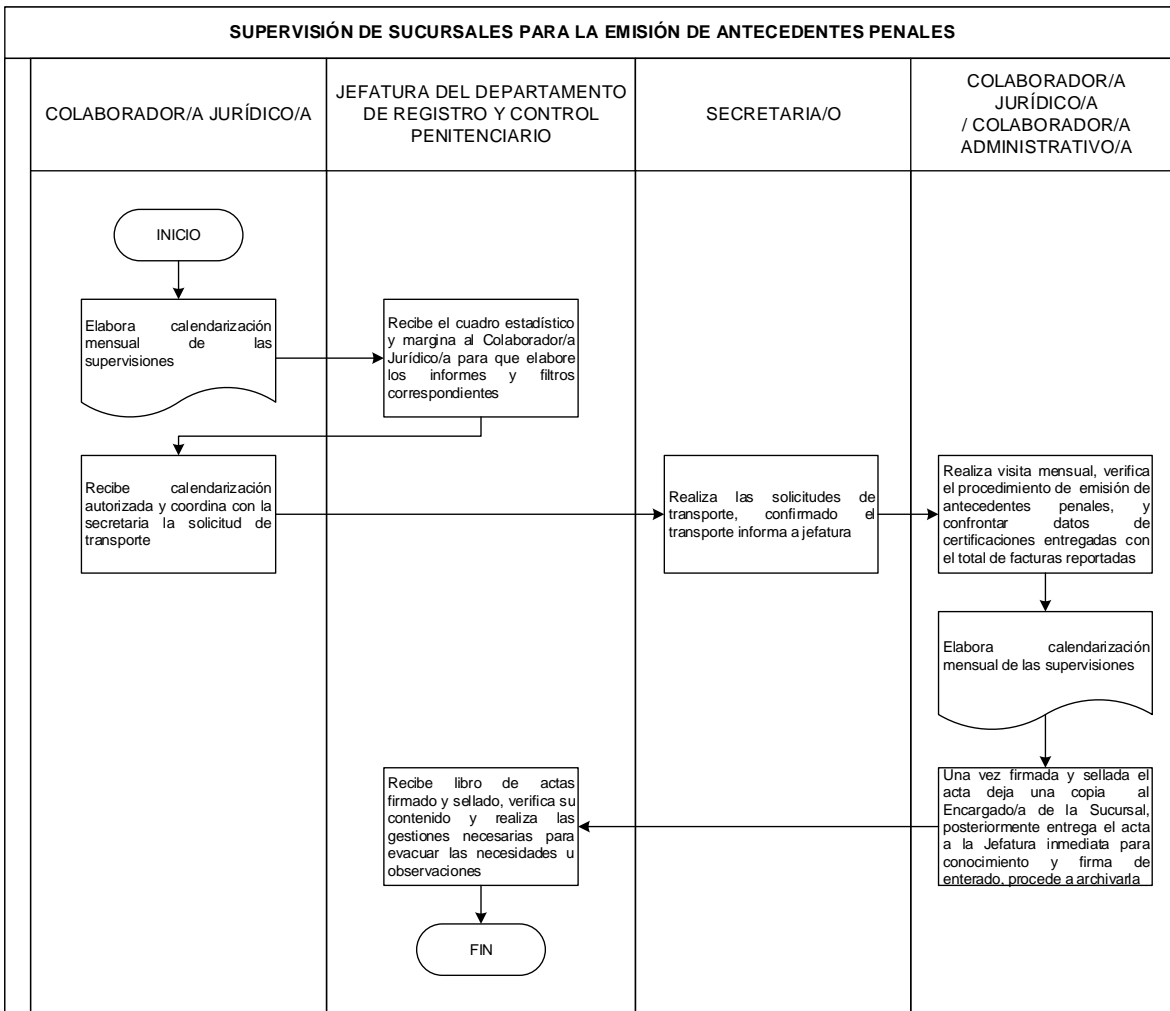 SUPERVISIÓN DE SUCURSALES PARA LA EMISIÓN DE ANTECEDENTES PENALES
COLABORADOR/A JURÍDICO/A
JEFATURA DEL DEPARTAMENTO
DE REGISTRO Y CONTROL
PENITENCIARIO
SECRETARIA/O
COLABORADOR/A
JURÍDICO/A
/ COLABORADOR/A
ADMINISTRATIVO/A
INICIO
Elabora calendarización
mensual de las
supervisiones
Recibe el cuadro estadístico
y margina al Colaborador/a
Jurídico/a para que elabore
los informes y filtros
correspondientes
Recibe calendarización
autorizada y coordina con la
secretaria la solicitud de
transporte
Realiza las solicitudes de
transporte, confirmado el
transporte informa a jefatura
Realiza visita mensual, verifica
el procedimiento de emisión de
antecedentes penales, y
confrontar datos de
certificaciones entregadas con
el total de facturas reportadas
Elabora calendarización
mensual de las supervisiones
Una vez firmada y sellada el
acta deja una copia al
Encargado/a de la Sucursal,
posteriormente entrega el acta
a la Jefatura inmediata para
conocimiento y firma de
enterado, procede a archivarla
Recibe libro de actas
firmado y sellado, verifica su
contenido y realiza las
gestiones necesarias para
evacuar las necesidades u
observaciones
FIN